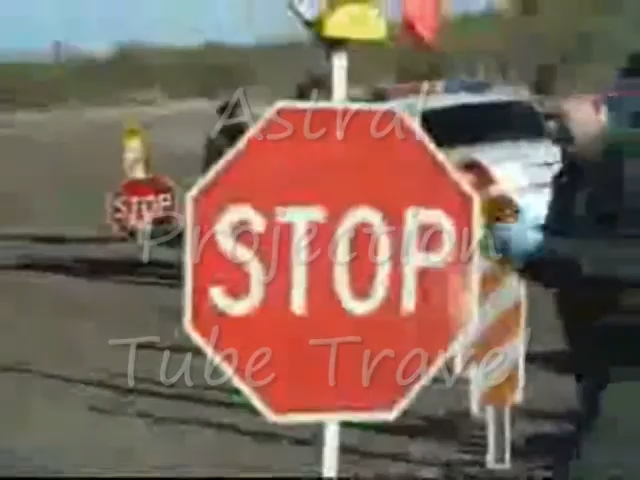 Astral
STOP
STOP
Projection
Tube Travel